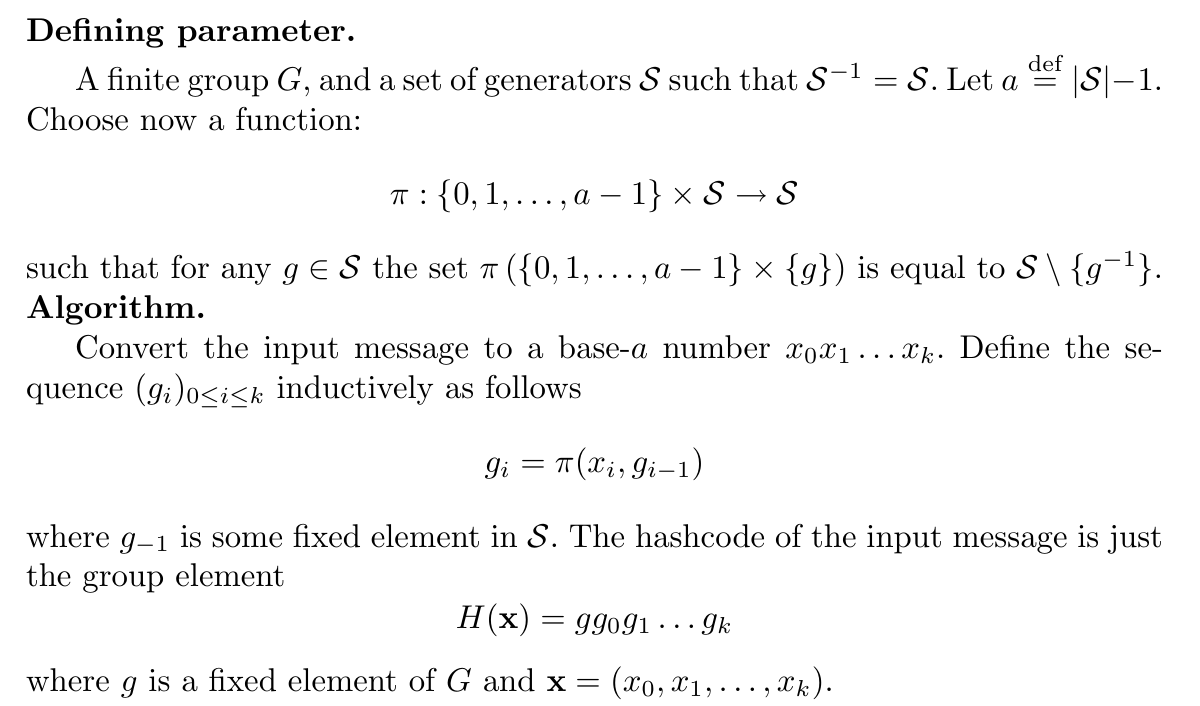 Defining parameter.
A finite group G, and a set of generators 𝒮 such that 𝒮⁻¹ = 𝒮. Let a ≝ |𝒮|−1.
Choose now a function:
π : {0, 1, . . . , a − 1} × 𝒮 → 𝒮
such that for any g ∈ 𝒮 the set π ({0, 1, . . . , a − 1} × {g}) is equal to 𝒮 \ {g⁻¹}.
Algorithm.
Convert the input message to a base-a number x₀x₁ . . . xₖ. Define the se-
quence (gᵢ)₀≤ᵢ≤ₖ inductively as follows
gᵢ = π(xᵢ, gᵢ₋₁)
where g₋₁ is some fixed element in 𝒮. The hashcode of the input message is just
the group element
H(𝐱) = gg₀g₁ . . . gₖ
where g is a fixed element of G and 𝐱 = (x₀, x₁, . . . , xₖ).